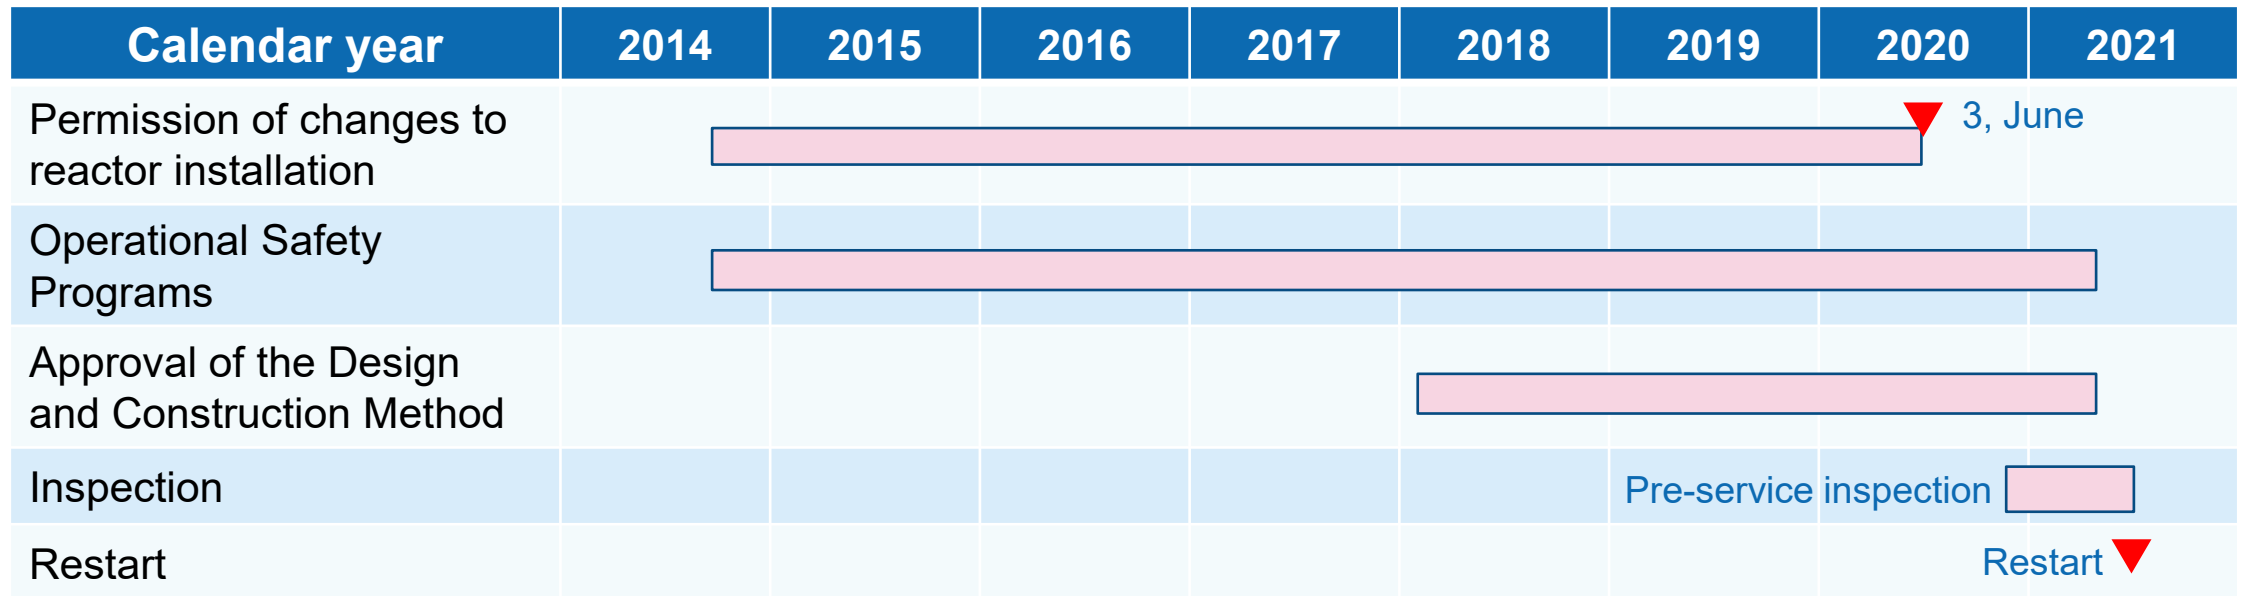 Calendar year 2014 2015 2016 2017 2018 2019 2020 2021
Permission of changes to
reactor installation
3, June
Operational Safety
Programs
Approval of the Design
and Construction Method
Inspection
Pre-service inspection
Restart
Restart